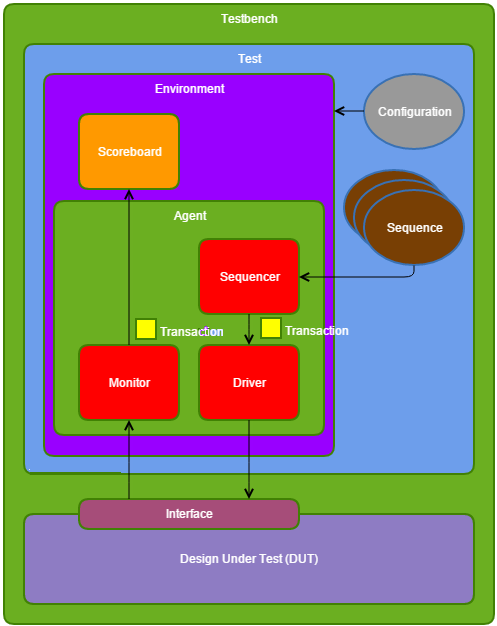 Testbench
Test
Environment
Configuration
Scoreboard
Agent
Sequence
Sequencer
Transaction
Transaction
Monitor
Driver
Interface
Design Under Test (DUT)